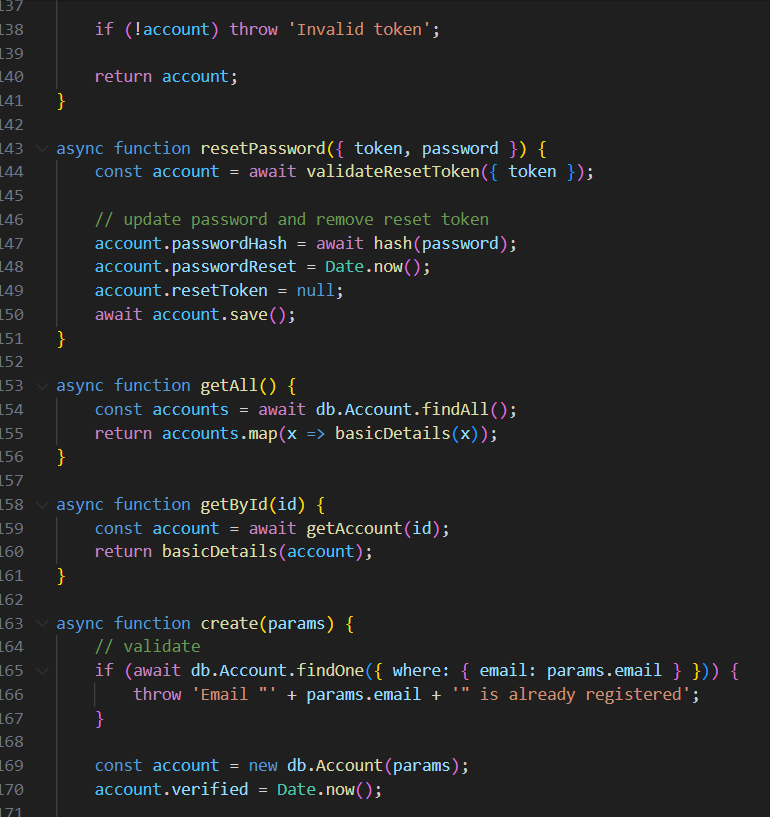 137
138 if (!account) throw 'Invalid token';
139
140 return account;
141 }
142
143 async function resetPassword({ token, password }) {
144 const account = await validateResetToken({ token });
145
146 // update password and remove reset token
147 account.passwordHash = await hash(password);
148 account.passwordReset = Date.now();
149 account.resetToken = null;
150 await account.save();
151 }
152
153 async function getAll() {
154 const accounts = await db.Account.findAll();
155 return accounts.map(x => basicDetails(x));
156 }
157
158 async function getById(id) {
159 const account = await getAccount(id);
160 return basicDetails(account);
161 }
162
163 async function create(params) {
164 // validate
165 if (await db.Account.findOne({ where: { email: params.email } })) {
166 throw 'Email "' + params.email + '" is already registered';
167 }
168
169 const account = new db.Account(params);
170 account.verified = Date.now();
171